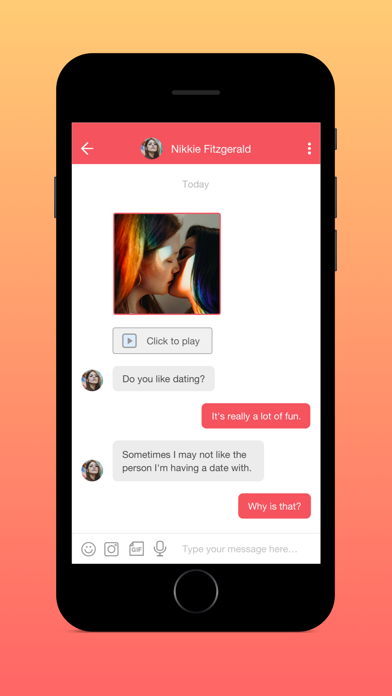 Nikkie Fitzgerald
Today
Click to play
Do you like dating?
It's really a lot of fun.
Sometimes I may not like the
person I'm having a date with.
Why is that?
GIF
Type your message here...